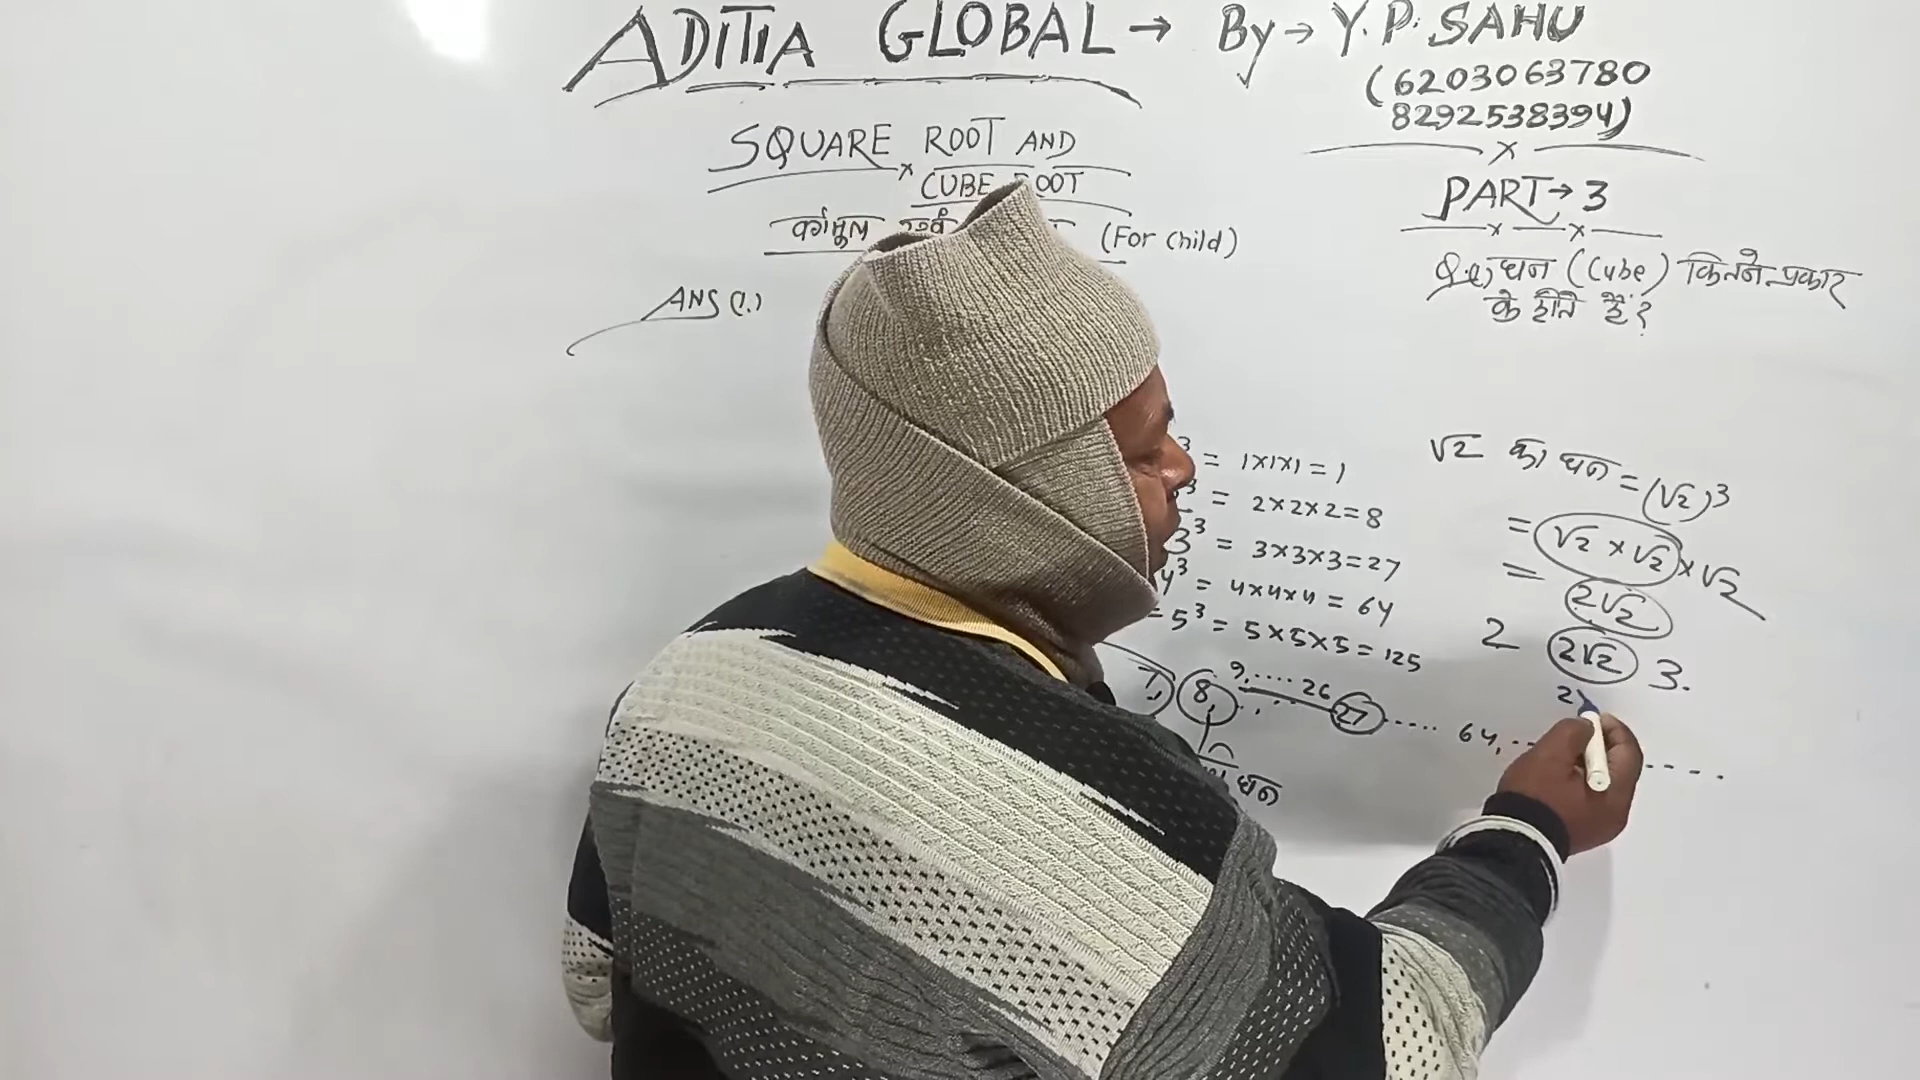 ADITIA GLOBAL → By → Y.P. SAHU
(6203063780
8292538394)
SQUARE ROOT AND
CUBE ROOT
(For child)
PART → 3
घन (Cube) कितने प्रकार
के होते हैं?
ANS (1.)
= 1×1×1 = 1
= 2×2×2=8
3³ = 3×3×3=27
4³ = 4×4×4 = 64
= 5³ = 5×5×5 = 125
7, 8, 9, .... 26 27 .... 64, ..
घन
√2 का घन = (√2)³
= √2 × √2 × √2
= 2√2
2 2√2 3.
2×